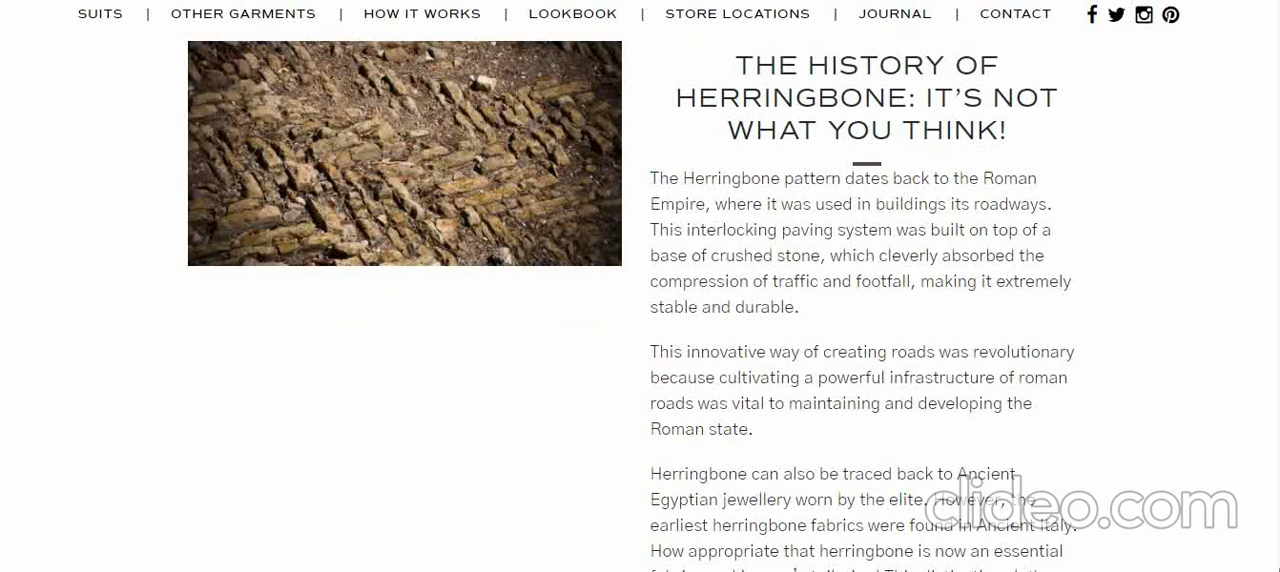 SUITS | OTHER GARMENTS | HOW IT WORKS | LOOKBOOK | STORE LOCATIONS | JOURNAL | CONTACT
THE HISTORY OF
HERRINGBONE: IT’S NOT
WHAT YOU THINK!
The Herringbone pattern dates back to the Roman
Empire, where it was used in buildings its roadways.
This interlocking paving system was built on top of a
base of crushed stone, which cleverly absorbed the
compression of traffic and footfall, making it extremely
stable and durable.
This innovative way of creating roads was revolutionary
because cultivating a powerful infrastructure of roman
roads was vital to maintaining and developing the
Roman state.
Herringbone can also be traced back to Ancient
Egyptian jewellery worn by the elite. However, the
earliest herringbone fabrics were found in Ancient Italy.
How appropriate that herringbone is now an essential
clideo.com